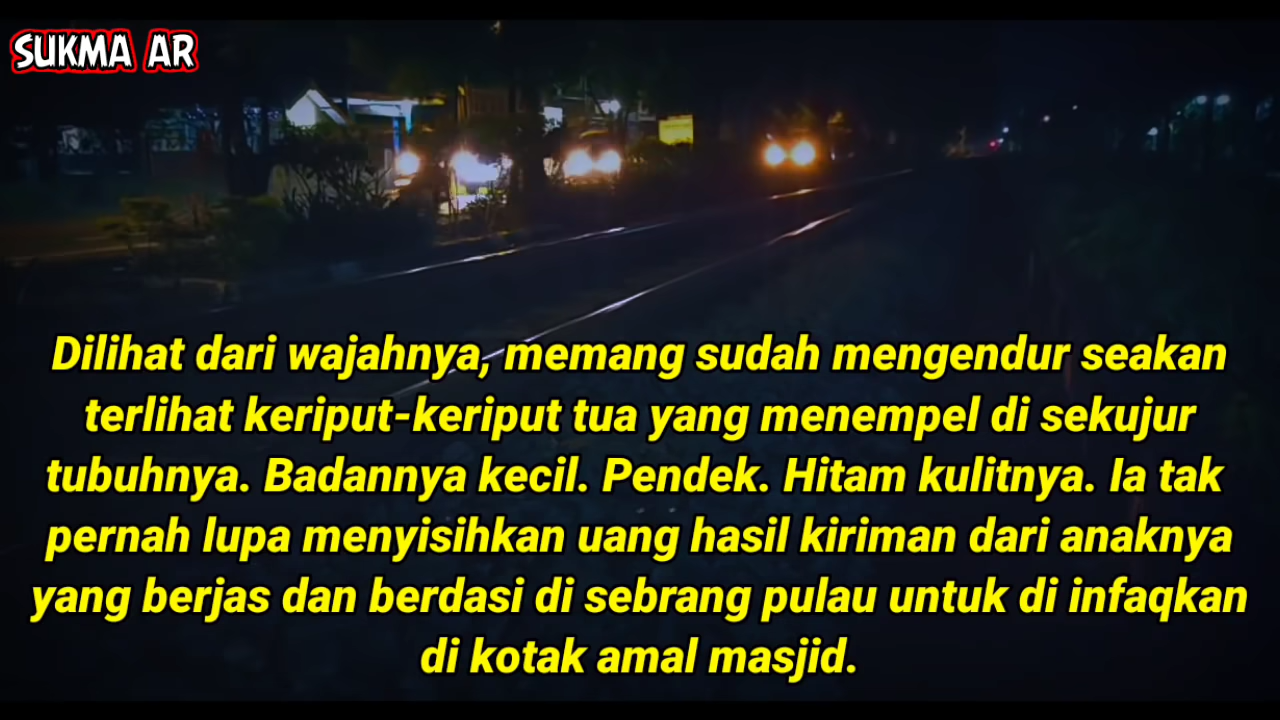 SUKMA AR
Dilihat dari wajahnya, memang sudah mengendur seakan
terlihat keriput-keriput tua yang menempel di sekujur
tubuhnya. Badannya kecil. Pendek. Hitam kulitnya. Ia tak
pernah lupa menyisihkan uang hasil kiriman dari anaknya
yang berjas dan berdasi di sebrang pulau untuk di infaqkan
di kotak amal masjid.